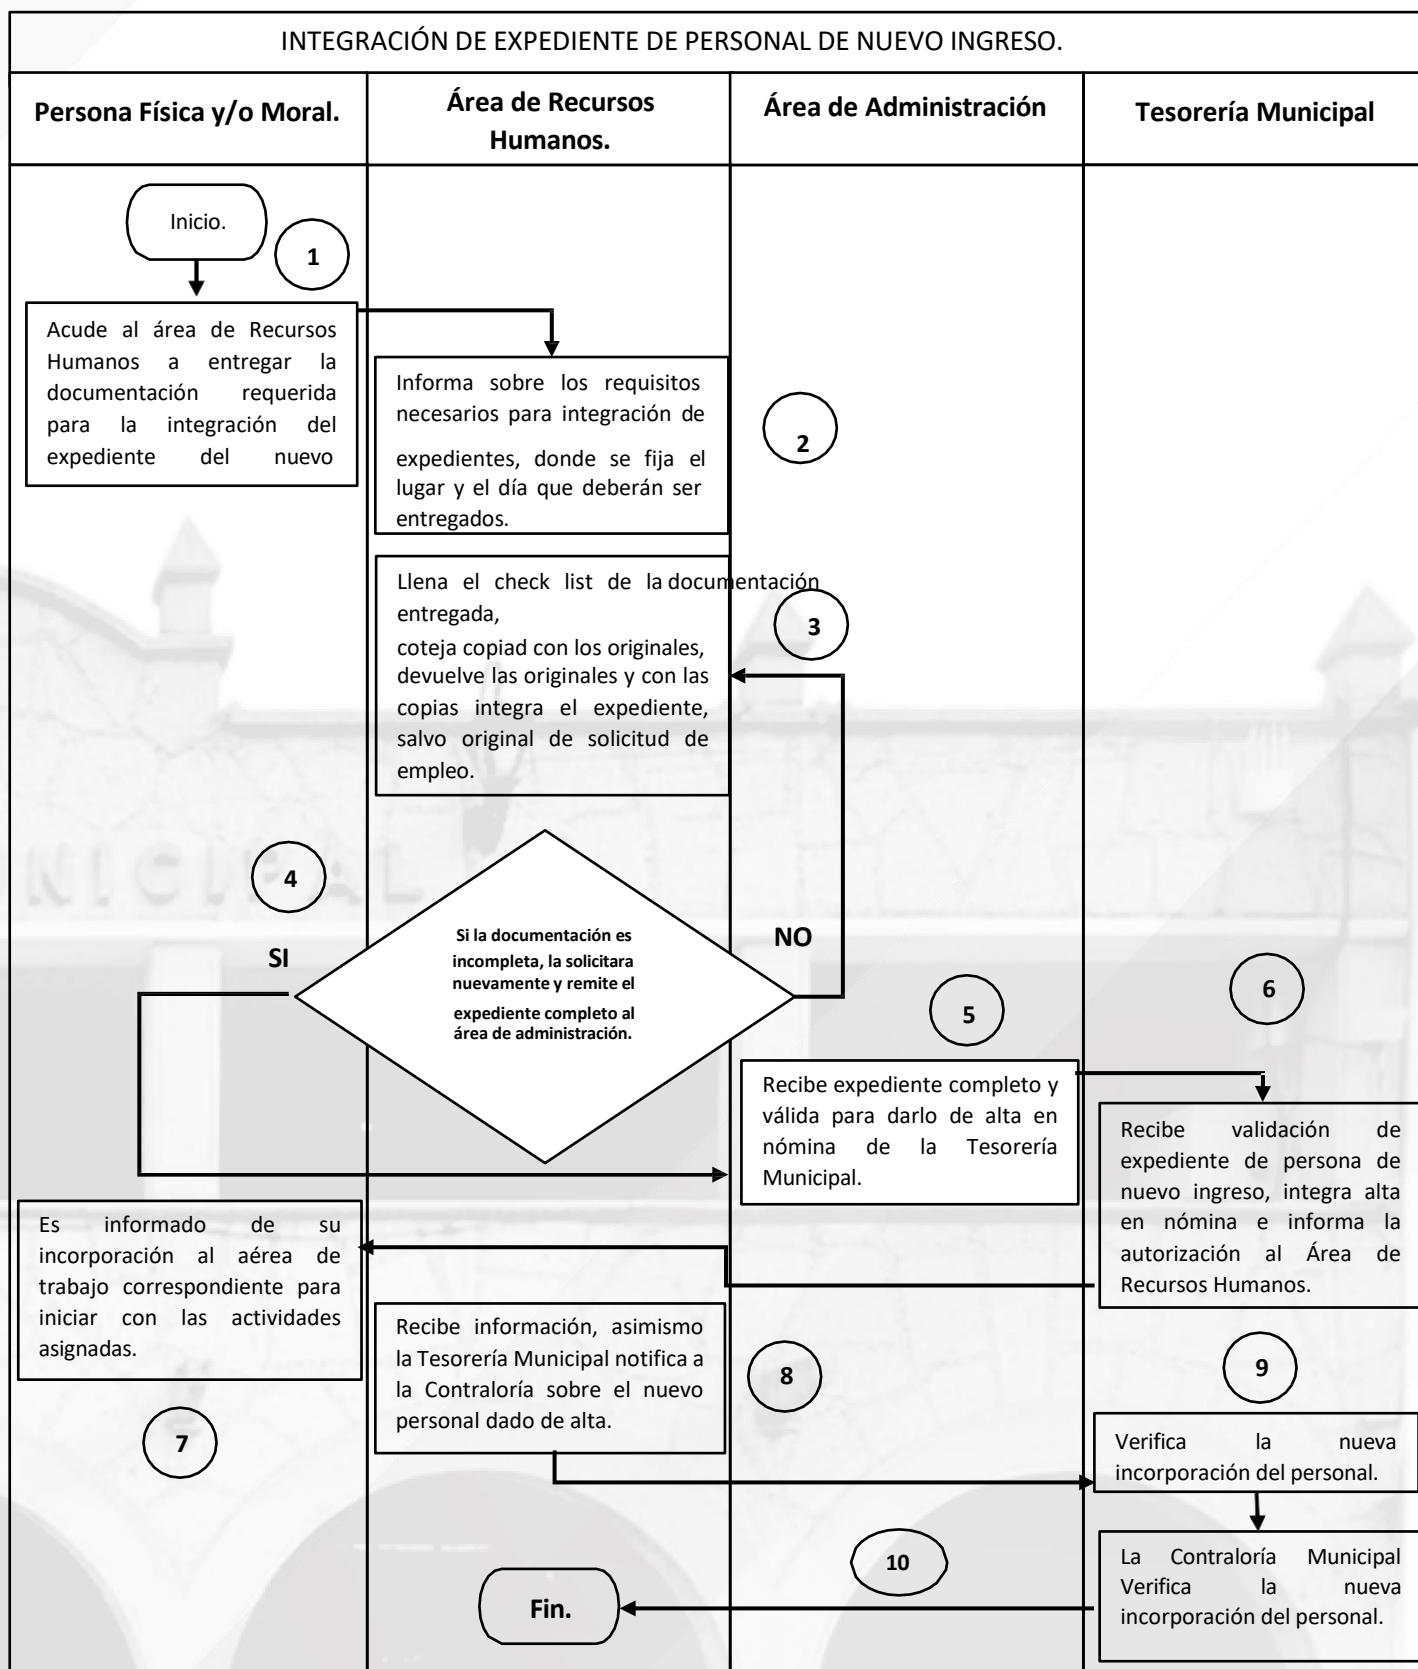 INTEGRACIÓN DE EXPEDIENTE DE PERSONAL DE NUEVO INGRESO.
Persona Física y/o Moral.
Área de Recursos
Humanos.
Área de Administración
Tesorería Municipal
Inicio.
1
Acude al área de Recursos
Humanos a entregar la
documentación requerida
para la integración del
expediente del nuevo
Informa sobre los requisitos
necesarios para integración de
expedientes, donde se fija el
lugar y el día que deberán ser
entregados.
2
Llena el check list de la documentación
entregada,
coteja copiad con los originales,
devuelve las originales y con las
copias integra el expediente,
salvo original de solicitud de
empleo.
3
NICIPAL
4
SI
Si la documentación es
incompleta, la solicitara
nuevamente y remite el
expediente completo al
área de administración.
NO
5
6
Recibe expediente completo y
válida para darlo de alta en
nómina de la Tesorería
Municipal.
Recibe validación de
expediente de persona de
nuevo ingreso, integra alta
en nómina e informa la
autorización al Área de
Recursos Humanos.
Es informado de su
incorporación al aérea de
trabajo correspondiente para
iniciar con las actividades
asignadas.
7
Recibe información, asimismo
la Tesorería Municipal notifica a
la Contraloría sobre el nuevo
personal dado de alta.
8
9
Verifica la nueva
incorporación del personal.
La Contraloría Municipal
Verifica la nueva
incorporación del personal.
10
Fin.